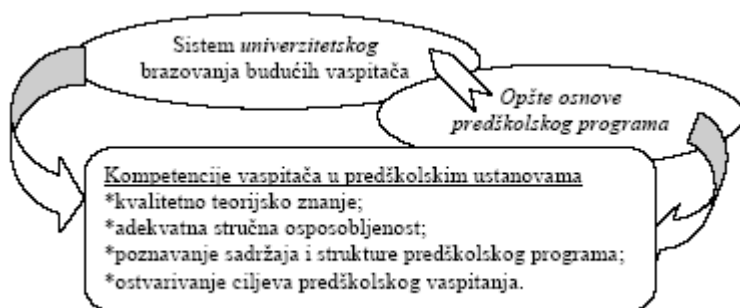 Sistem univerzitetskog
brazovanja budućih vaspitača
Opšte osnove
predškolskog programa
Kompetencije vaspitača u predškolskim ustanovama
*kvalitetno teorijsko znanje;
*adekvatna stručna osposobljenost;
*poznavanje sadržaja i strukture predškolskog programa;
*ostvarivanje ciljeva predškolskog vaspitanja.